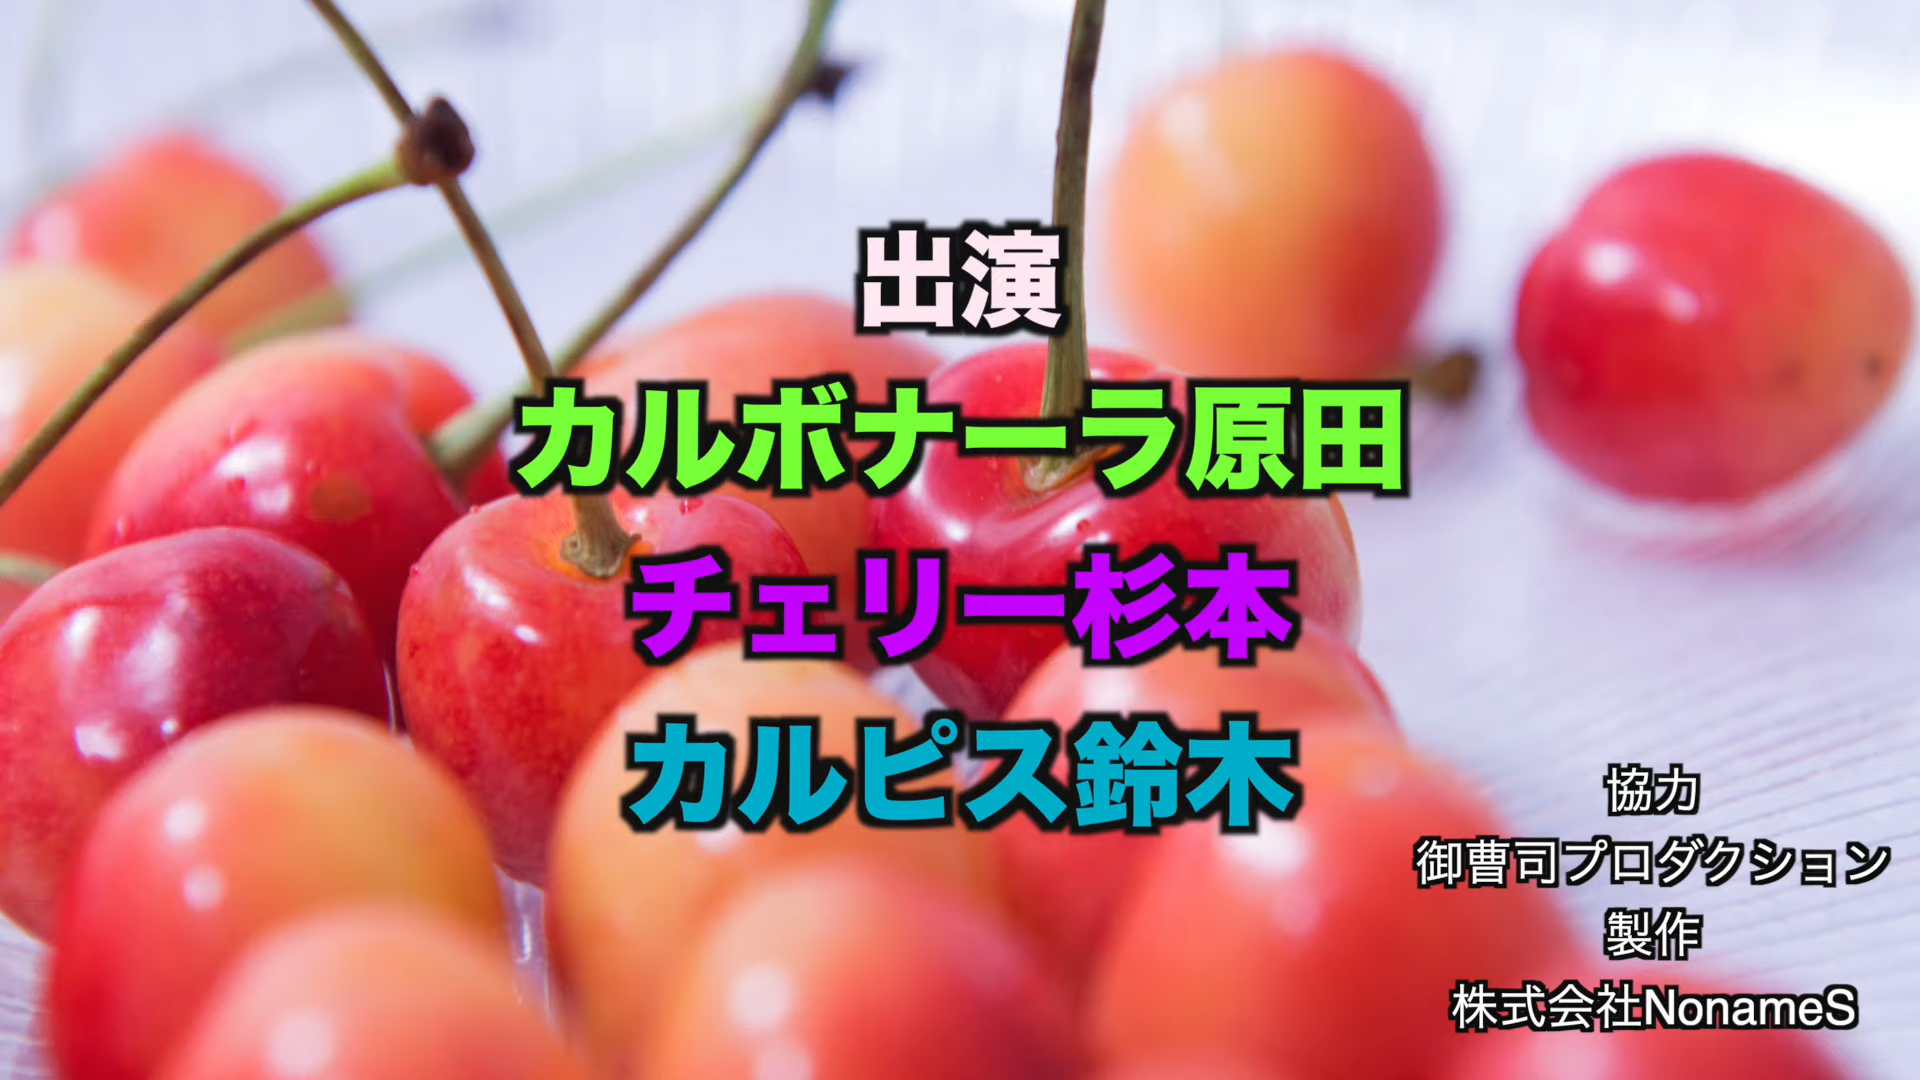 出演
カルボナーラ原田
チェリー杉本
カルピス鈴木
協力
御曹司プロダクション
製作
株式会社NonameS